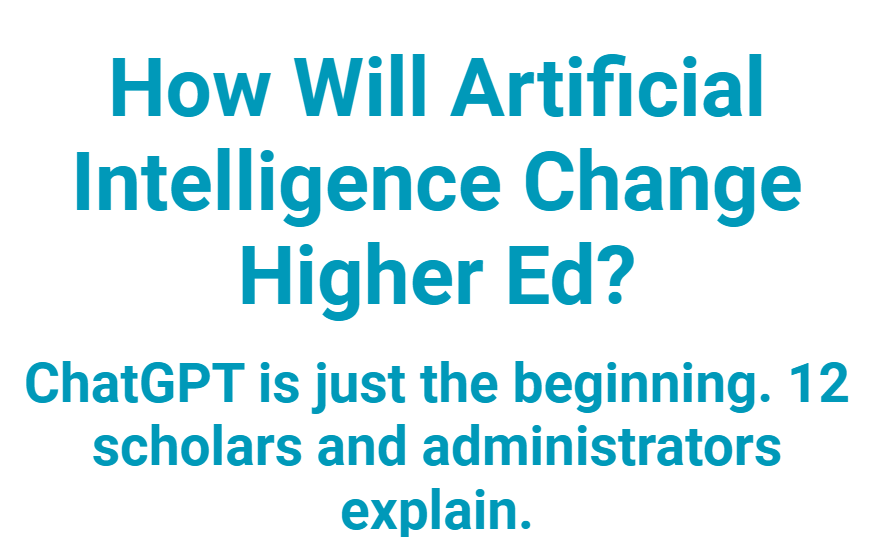 How Will Artificial
Intelligence Change
Higher Ed?
ChatGPT is just the beginning. 12
scholars and administrators
explain.